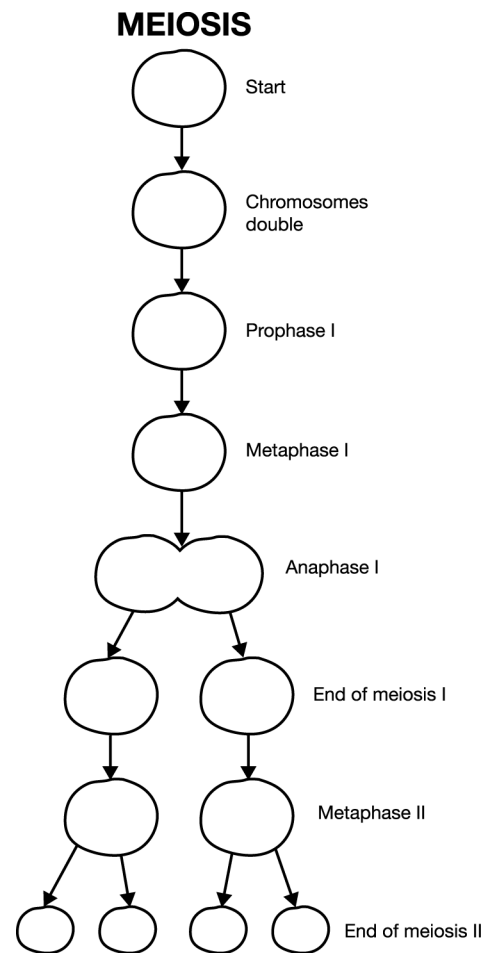 MEIOSIS
Start
Chromosomes
double
Prophase I
Metaphase I
Anaphase I
End of meiosis I
Metaphase II
End of meiosis II